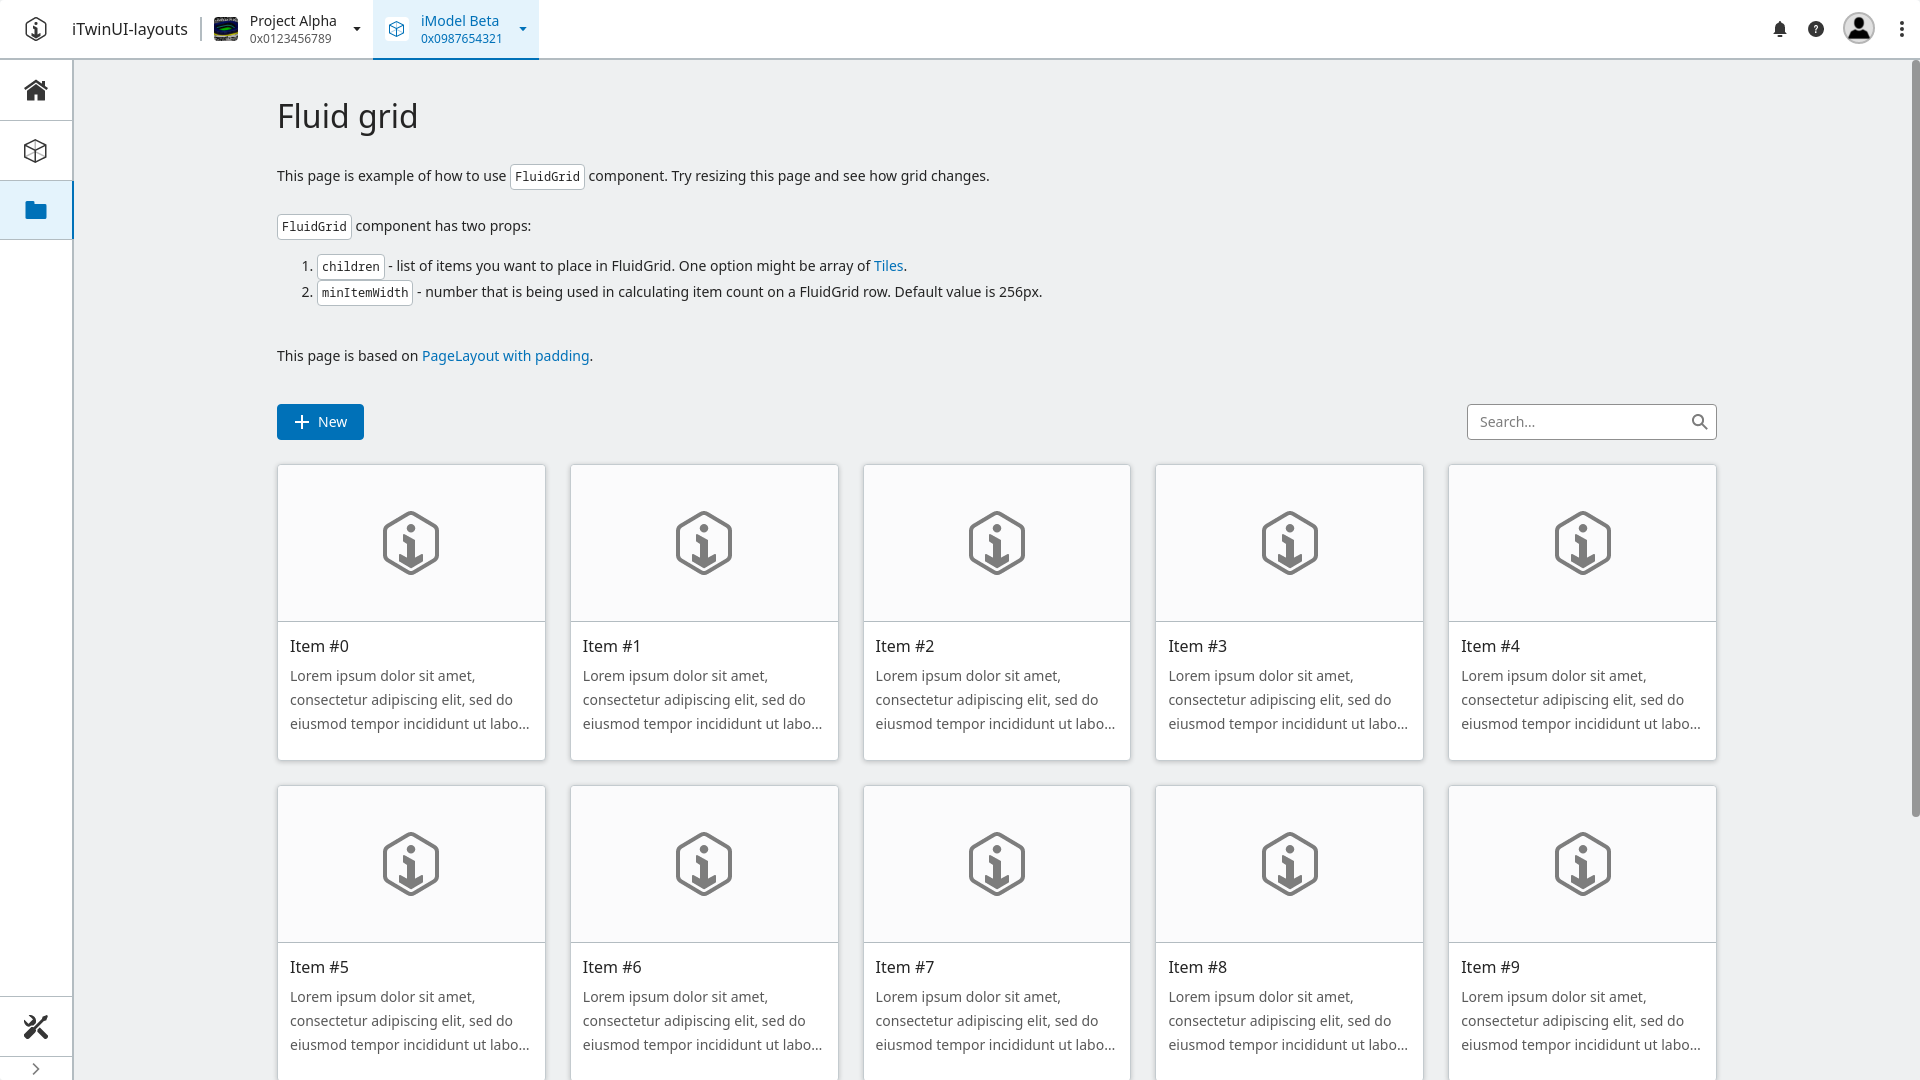 iTwinUI-layouts
Project Alpha
0x0123456789
iModel Beta
0x0987654321
Fluid grid
This page is example of how to use FluidGrid component. Try resizing this page and see how grid changes.
FluidGrid component has two props:
1. children - list of items you want to place in FluidGrid. One option might be array of Tiles.
2. minItemWidth - number that is being used in calculating item count on a FluidGrid row. Default value is 256px.
This page is based on PageLayout with padding.
New
Search...
Item #0
Lorem ipsum dolor sit amet,
consectetur adipiscing elit, sed do
eiusmod tempor incididunt ut labo...
Item #1
Lorem ipsum dolor sit amet,
consectetur adipiscing elit, sed do
eiusmod tempor incididunt ut labo...
Item #2
Lorem ipsum dolor sit amet,
consectetur adipiscing elit, sed do
eiusmod tempor incididunt ut labo...
Item #3
Lorem ipsum dolor sit amet,
consectetur adipiscing elit, sed do
eiusmod tempor incididunt ut labo...
Item #4
Lorem ipsum dolor sit amet,
consectetur adipiscing elit, sed do
eiusmod tempor incididunt ut labo...
Item #5
Lorem ipsum dolor sit amet,
consectetur adipiscing elit, sed do
eiusmod tempor incididunt ut labo...
Item #6
Lorem ipsum dolor sit amet,
consectetur adipiscing elit, sed do
eiusmod tempor incididunt ut labo...
Item #7
Lorem ipsum dolor sit amet,
consectetur adipiscing elit, sed do
eiusmod tempor incididunt ut labo...
Item #8
Lorem ipsum dolor sit amet,
consectetur adipiscing elit, sed do
eiusmod tempor incididunt ut labo...
Item #9
Lorem ipsum dolor sit amet,
consectetur adipiscing elit, sed do
eiusmod tempor incididunt ut labo...